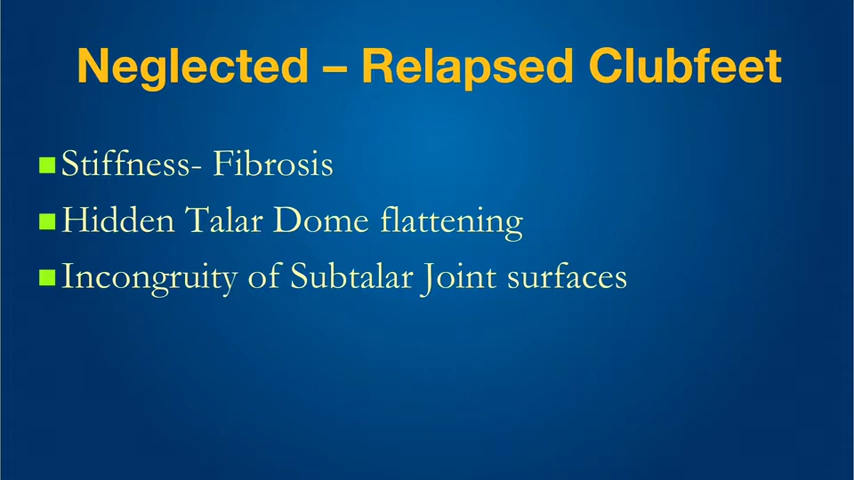 Neglected – Relapsed Clubfeet
Stiffness- Fibrosis
Hidden Talar Dome flattening
Incongruity of Subtalar Joint surfaces